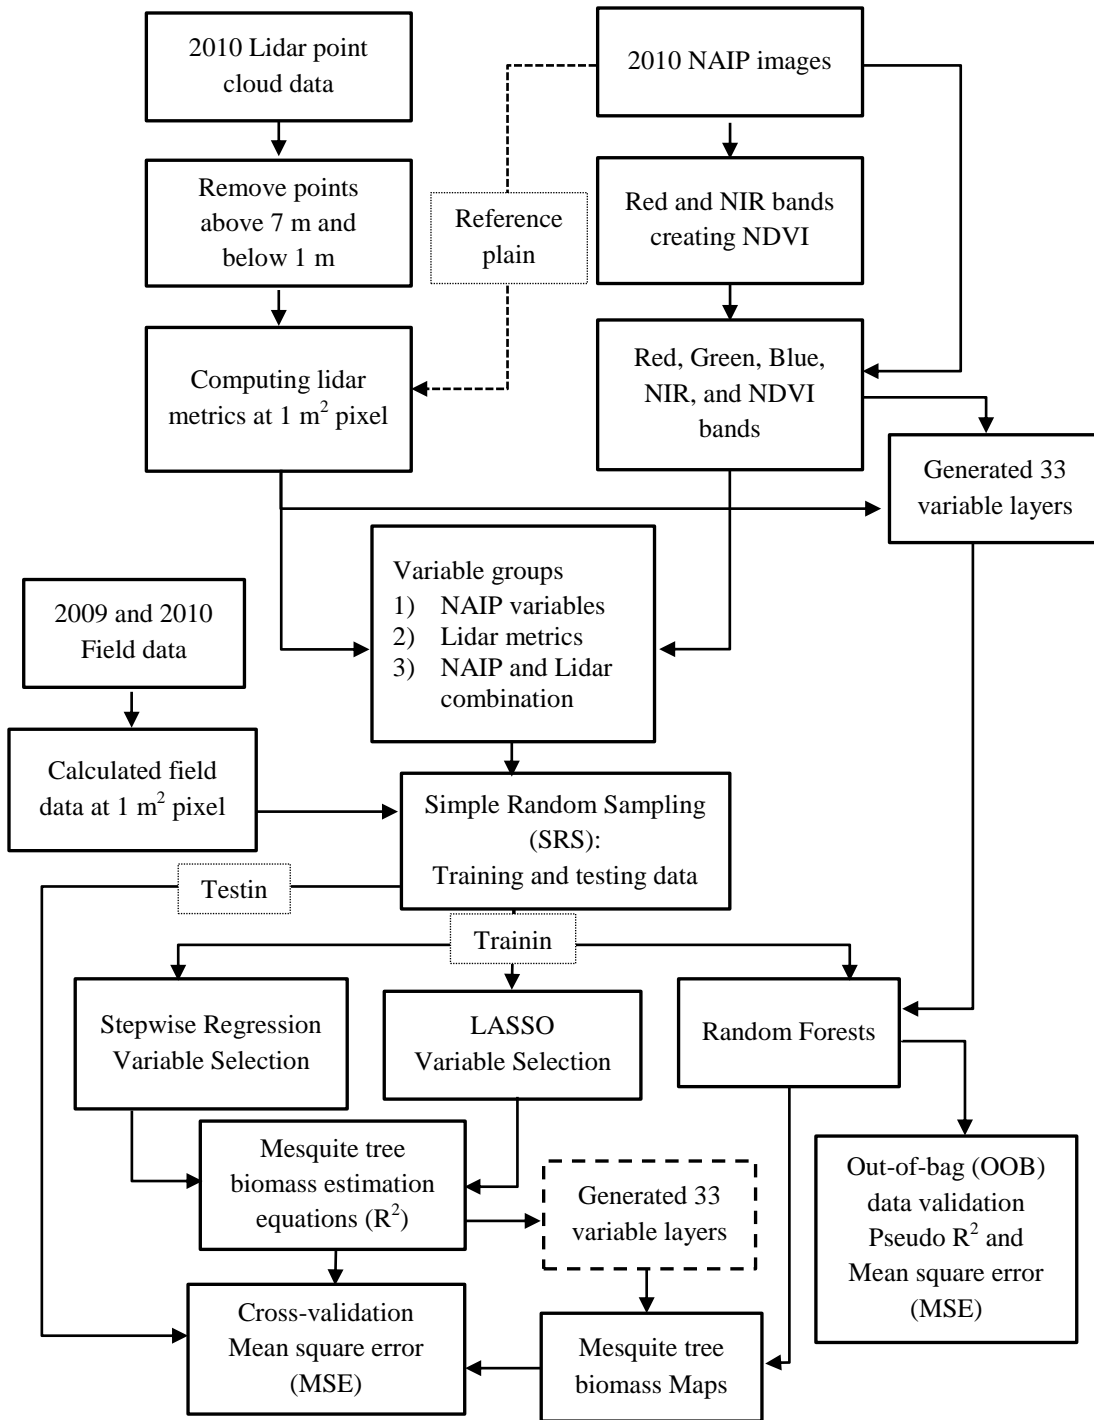 2010 Lidar point
cloud data
2010 NAIP images
Remove points
above 7 m and
below 1 m
Reference
plain
Red and NIR bands
creating NDVI
Computing lidar
metrics at 1 m² pixel
Red, Green, Blue,
NIR, and NDVI
bands
Generated 33
variable layers
Variable groups
1) NAIP variables
2) Lidar metrics
3) NAIP and Lidar
combination
2009 and 2010
Field data
Calculated field
data at 1 m² pixel
Simple Random Sampling
(SRS):
Training and testing data
Testin
Trainin
Stepwise Regression
Variable Selection
LASSO
Variable Selection
Random Forests
Mesquite tree
biomass estimation
equations (R²)
Generated 33
variable layers
Out-of-bag (OOB)
data validation
Pseudo R² and
Mean square error
(MSE)
Cross-validation
Mean square error
(MSE)
Mesquite tree
biomass Maps